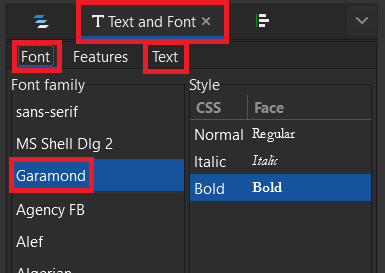 Text and Font
Font Features Text
Font family
sans-serif
MS Shell Dlg 2
Garamond
Agency FB
Alef
Algerian
Style
CSS Face
Normal Regular
Italic Italic
Bold Bold